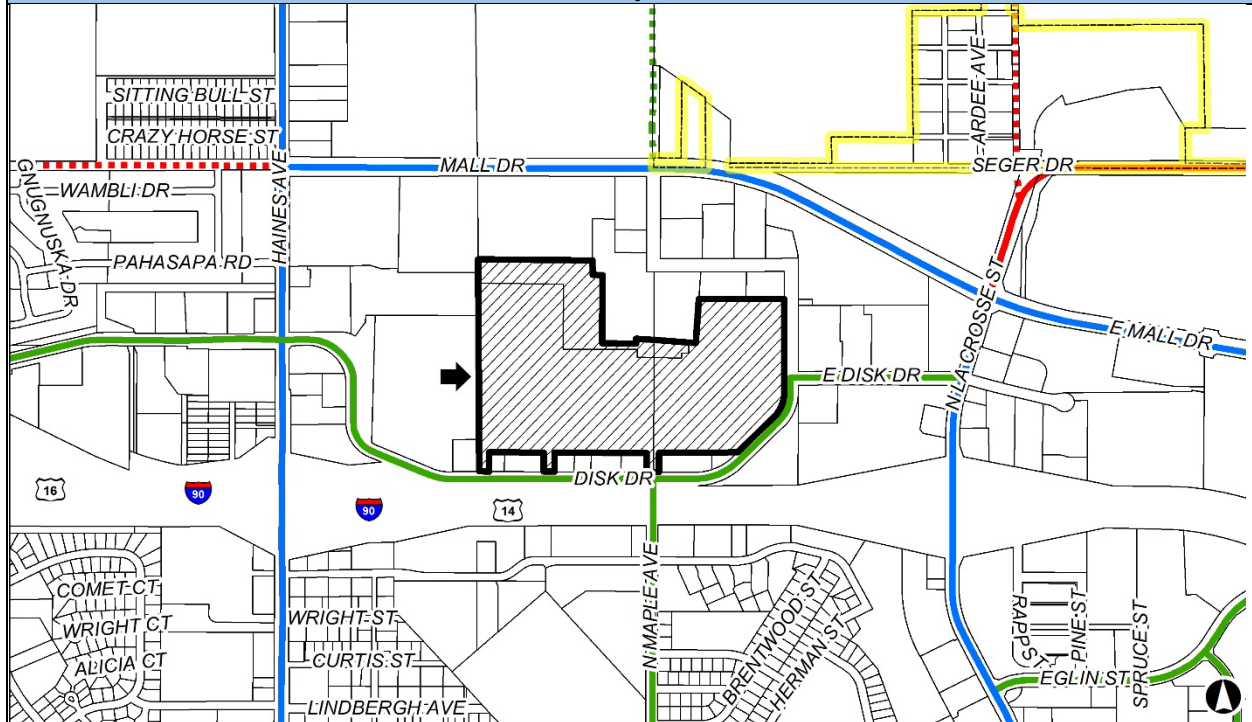 SITTING BULL ST
CRAZY HORSE ST
ARDEE AVE
MALL DR
SEGER DR
GNUGNUSKA DR
WAMBLI DR
HAINES AVE
PAHASAPA RD
N LACROSSE ST
E MALL DR
E DISK DR
DISK DR
16
90
90
14
COMET CT
WRIGHT CT
ALICIA CT
WRIGHT ST
CURTIS ST
LINDBERGH AVE
N MAPLE AVE
BRENTWOOD ST
HERMAN ST
RAPP ST
PINE ST
SPRUCE ST
EGLIN ST